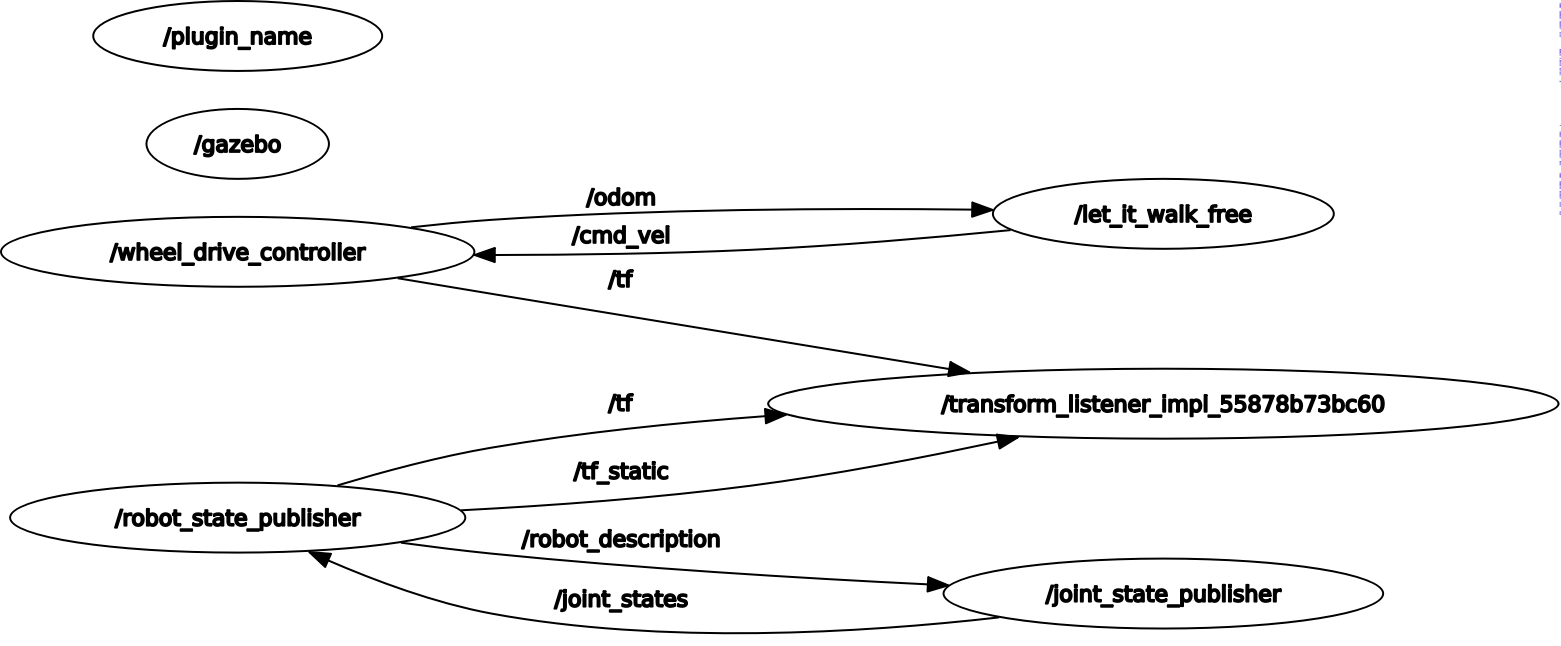 /plugin_name
/gazebo
/odom
/let_it_walk_free
/cmd_vel
/wheel_drive_controller
/tf
/tf
/transform_listener_impl_55878b73bc60
/tf_static
/robot_state_publisher
/robot_description
/joint_state_publisher
/joint_states